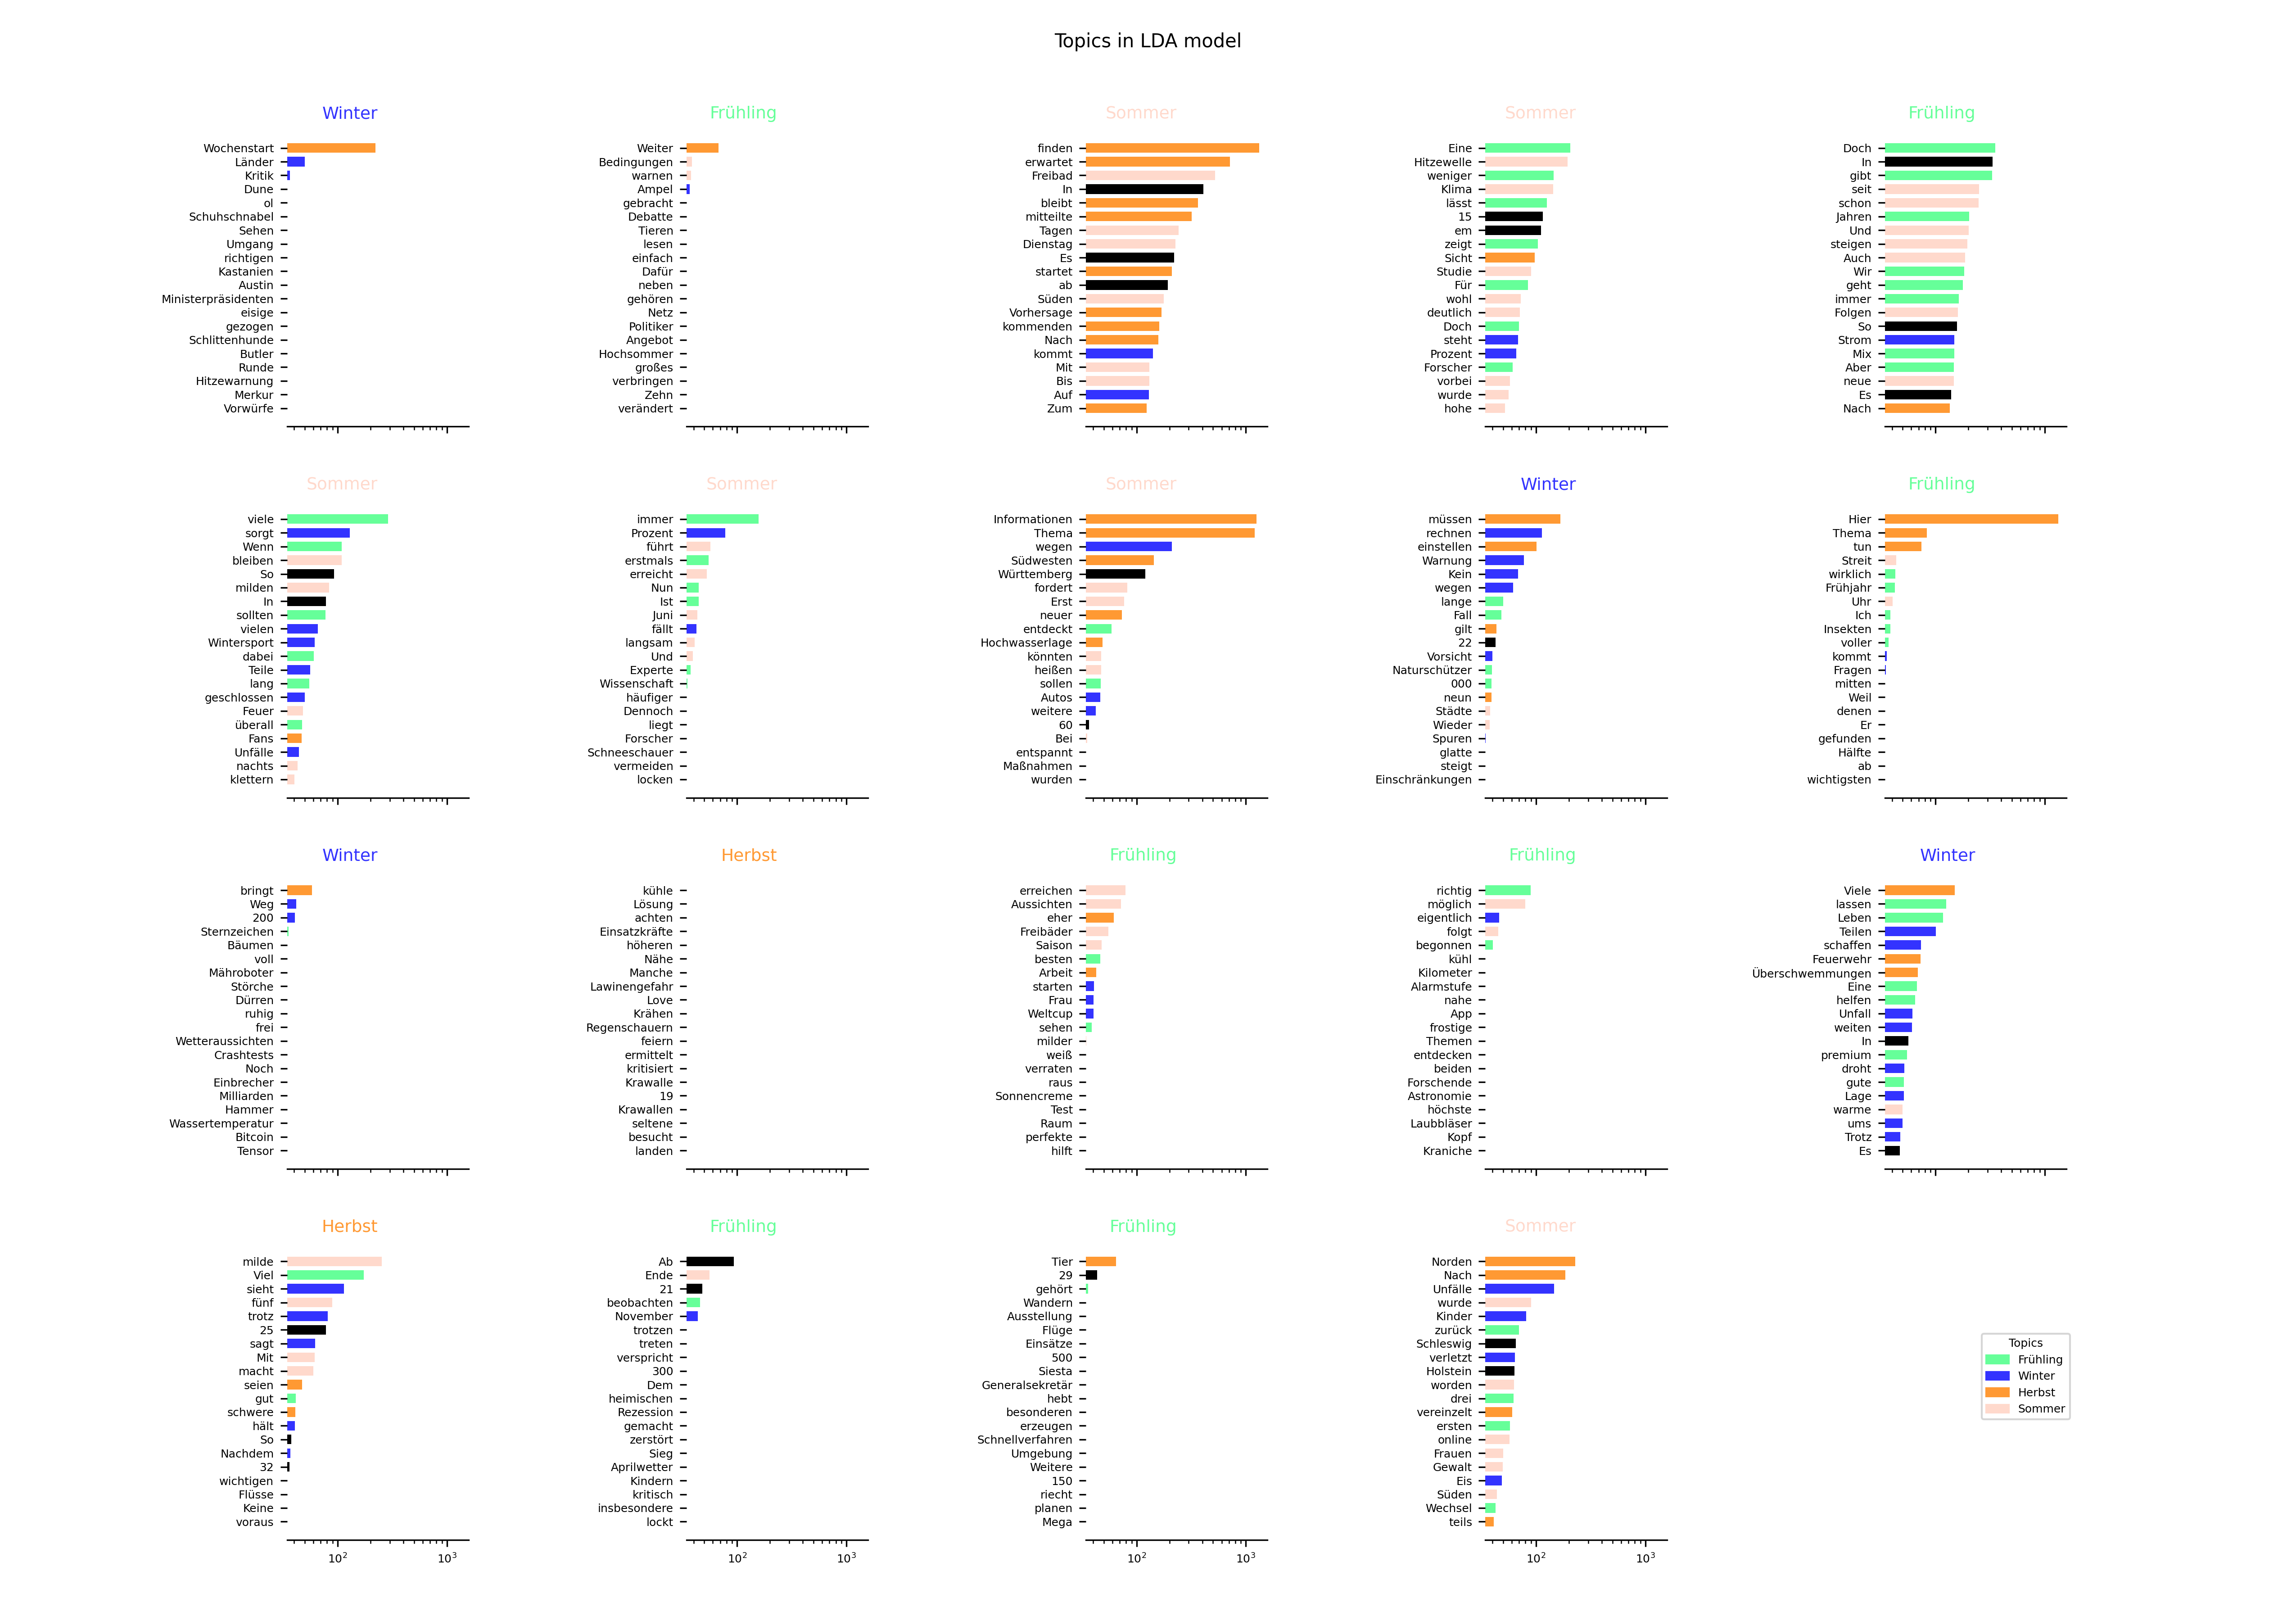 Topics in LDA model
Winter
Wochenstart
Länder
Kritik
Dune
ol
Schuhschnabel
Sehen
Umgang
richtigen
Kastanien
Austin
Ministerpräsidenten
eisige
gezogen
Schlittenhunde
Butler
Runde
Hitzewarnung
Merkur
Vorwürfe
Frühling
Weiter
Bedingungen
warnen
Ampel
gebracht
Debatte
Tieren
lesen
einfach
Dafür
neben
gehören
Netz
Politiker
Angebot
Hochsommer
großes
verbringen
Zehn
verändert
Sommer
finden
erwartet
Freibad
In
bleibt
mitteilte
Tagen
Dienstag
Es
startet
ab
Süden
Vorhersage
kommenden
Nach
kommt
Mit
Bis
Auf
Zum
Sommer
Eine
Hitzewelle
weniger
Klima
lässt
15
em
zeigt
Sicht
Studie
Für
wohl
deutlich
Doch
steht
Prozent
Forscher
vorbei
wurde
hohe
Frühling
Doch
In
gibt
seit
schon
Jahren
Und
steigen
Auch
Wir
geht
immer
Folgen
So
Strom
Mix
Aber
neue
Es
Nach
Sommer
viele
sorgt
Wenn
bleiben
So
milden
In
sollten
vielen
Wintersport
dabei
Teile
lang
geschlossen
Feuer
überall
Fans
Unfälle
nachts
klettern
Sommer
immer
Prozent
führt
erstmals
erreicht
Nun
Ist
Juni
fällt
langsam
Und
Experte
Wissenschaft
häufiger
Dennoch
liegt
Forscher
Schneeschauer
vermeiden
locken
Sommer
Informationen
Thema
wegen
Südwesten
Württemberg
fordert
Erst
neuer
entdeckt
Hochwasserlage
könnten
heißen
sollen
Autos
weitere
60
Bei
entspannt
Maßnahmen
wurden
Winter
müssen
rechnen
einstellen
Warnung
Kein
wegen
lange
Fall
gilt
22
Vorsicht
Naturschützer
000
neun
Städte
Wieder
Spuren
glatte
steigt
Einschränkungen
Frühling
Hier
Thema
tun
Streit
wirklich
Frühjahr
Uhr
Ich
Insekten
voller
kommt
Fragen
mitten
Weil
denen
Er
gefunden
Hälfte
ab
wichtigsten
Winter
bringt
Weg
200
Sternzeichen
Bäumen
voll
Mähroboter
Störche
Dürren
ruhig
frei
Wetteraussichten
Crashtests
Noch
Einbrecher
Milliarden
Hammer
Wassertemperatur
Bitcoin
Tensor
Herbst
kühle
Lösung
achten
Einsatzkräfte
höheren
Nähe
Manche
Lawinengefahr
Love
Krähen
Regenschauern
feiern
ermittelt
kritisiert
Krawalle
19
Krawallen
seltene
besucht
landen
Frühling
erreichen
Aussichten
eher
Freibäder
Saison
besten
Arbeit
starten
Frau
Weltcup
sehen
milder
weiß
verraten
raus
Sonnencreme
Test
Raum
perfekte
hilft
Frühling
richtig
möglich
eigentlich
folgt
begonnen
kühl
Kilometer
Alarmstufe
nahe
App
frostige
Themen
entdecken
beiden
Forschende
Astronomie
höchste
Laubbläser
Kopf
Kraniche
Winter
Viele
lassen
Leben
Teilen
schaffen
Feuerwehr
Überschwemmungen
Eine
helfen
Unfall
weiten
In
premium
droht
gute
Lage
warme
ums
Trotz
Es
Herbst
milde
Viel
sieht
fünf
trotz
25
sagt
Mit
macht
seien
gut
schwere
hält
So
Nachdem
32
wichtigen
Flüsse
Keine
voraus
10² 10³
Frühling
Ab
Ende
21
beobachten
November
trotzen
treten
verspricht
300
Dem
heimischen
Rezession
gemacht
zerstört
Sieg
Aprilwetter
Kindern
kritisch
insbesondere
lockt
10² 10³
Frühling
Tier
29
gehört
Wandern
Ausstellung
Flüge
Einsätze
500
Siesta
Generalsekretär
hebt
besonderen
erzeugen
Schnellverfahren
Umgebung
Weitere
150
riecht
planen
Mega
10² 10³
Sommer
Norden
Nach
Unfälle
wurde
Kinder
zurück
Schleswig
verletzt
Holstein
worden
drei
vereinzelt
ersten
online
Frauen
Gewalt
Eis
Süden
Wechsel
teils
10² 10³
Topics
Frühling
Winter
Herbst
Sommer